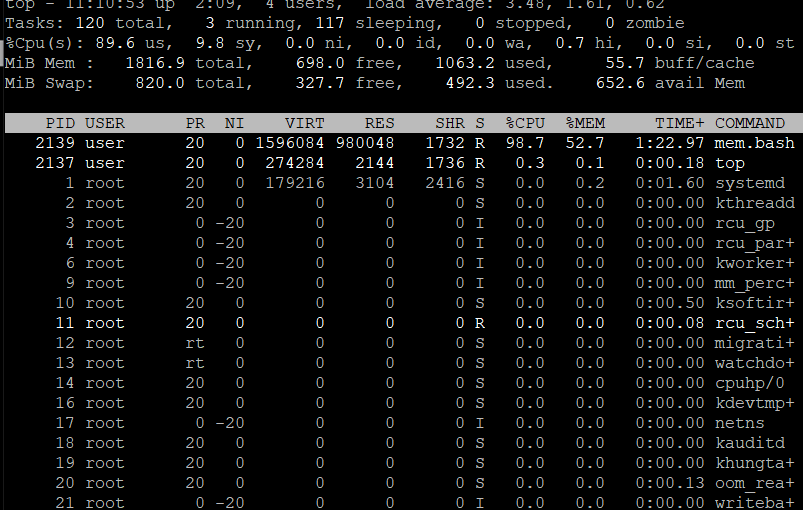 top - 11:10:53 up  2:09,  4 users,  load average: 3.48, 1.61, 0.62
Tasks: 120 total,   3 running, 117 sleeping,   0 stopped,   0 zombie
%Cpu(s): 89.6 us,  9.8 sy,  0.0 ni,  0.0 id,  0.0 wa,  0.7 hi,  0.0 si,  0.0 st
MiB Mem :   1816.9 total,    698.0 free,   1063.2 used,     55.7 buff/cache
MiB Swap:    820.0 total,    327.7 free,    492.3 used.    652.6 avail Mem
PID USER      PR  NI    VIRT    RES    SHR S  %CPU  %MEM     TIME+ COMMAND
2139 user      20   0 1596084 980048   1732 R  98.7  52.7   1:22.97 mem.bash
2137 user      20   0  274284   2144   1736 R   0.3   0.1   0:00.18 top
1 root      20   0  179216   3104   2416 S   0.0   0.2   0:01.60 systemd
2 root      20   0       0      0      0 S   0.0   0.0   0:00.00 kthreadd
3 root       0 -20       0      0      0 I   0.0   0.0   0:00.00 rcu_gp
4 root       0 -20       0      0      0 I   0.0   0.0   0:00.00 rcu_par+
6 root       0 -20       0      0      0 I   0.0   0.0   0:00.00 kworker+
9 root       0 -20       0      0      0 I   0.0   0.0   0:00.00 mm_perc+
10 root      20   0       0      0      0 S   0.0   0.0   0:00.50 ksoftir+
11 root      20   0       0      0      0 R   0.0   0.0   0:00.08 rcu_sch+
12 root      rt   0       0      0      0 S   0.0   0.0   0:00.00 migrati+
13 root      rt   0       0      0      0 S   0.0   0.0   0:00.00 watchdo+
14 root      20   0       0      0      0 S   0.0   0.0   0:00.00 cpuhp/0
16 root      20   0       0      0      0 S   0.0   0.0   0:00.00 kdevtmp+
17 root       0 -20       0      0      0 I   0.0   0.0   0:00.00 netns
18 root      20   0       0      0      0 S   0.0   0.0   0:00.00 kauditd
19 root      20   0       0      0      0 S   0.0   0.0   0:00.00 khungta+
20 root      20   0       0      0      0 S   0.0   0.0   0:00.13 oom_rea+
21 root       0 -20       0      0      0 I   0.0   0.0   0:00.00 writeba+